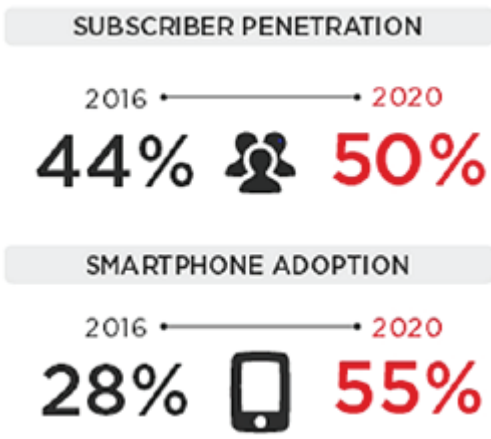 SUBSCRIBER PENETRATION
2016 2020
44% 50%
SMARTPHONE ADOPTION
2016 2020
28% 55%